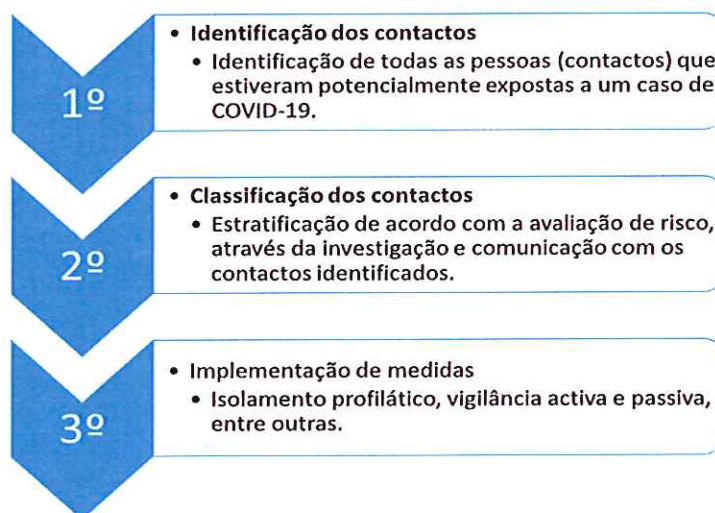 1º
• Identificação dos contactos
• Identificação de todas as pessoas (contactos) que
estiveram potencialmente expostas a um caso de
COVID-19.
2º
• Classificação dos contactos
• Estratificação de acordo com a avaliação de risco,
através da investigação e comunicação com os
contactos identificados.
3º
• Implementação de medidas
• Isolamento profilático, vigilância activa e passiva,
entre outras.